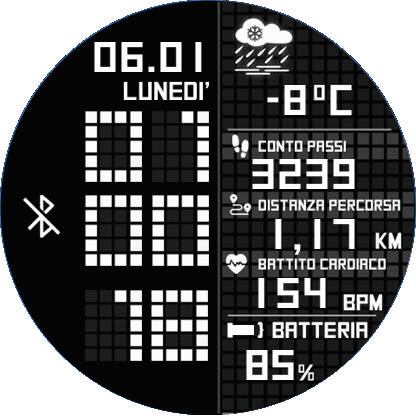 06.01
LUNEDI'
01
00
18
-8°C
CONTO PASSI
3239
DISTANZA PERCORSA
1,17 KM
BATTITO CARDIACO
154 BPM
BATTERIA
85%